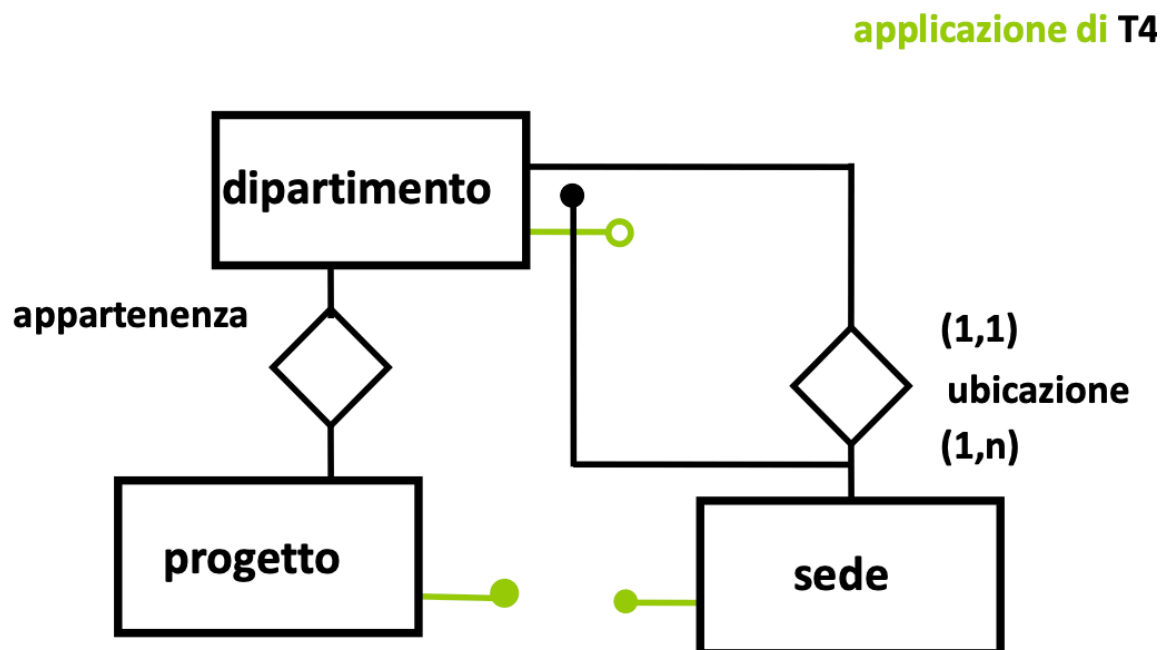 applicazione di T4
dipartimento
appartenenza
(1,1)
ubicazione
(1,n)
progetto
sede